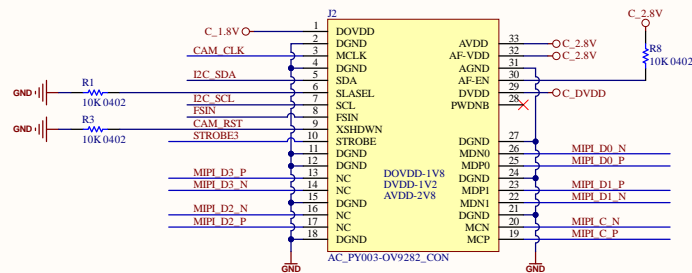 J2
C_2.8V
C_1.8V
1 DOVDD
2 DGND
AVDD 33
C_2.8V
CAM_CLK
3 MCLK
AF-VDD 32
C_2.8V
R8
4 DGND
AGND 31
10K 0402
I2C_SDA
5 SDA
AF-EN 30
R1
GND
10K 0402
6 SLASEL
DVDD 29
C_DVDD
I2C_SCL
7 SCL
PWDNB 28
FSIN
8 FSIN
R3
GND
10K 0402
CAM_RST
9 XSHDWN
STROBE3
10 STROBE
DGND 27
11 DGND
MDN0 26
MIPI_D0_N
12 DGND
MDP0 25
MIPI_D0_P
MIPI_D3_P
13 NC
DOVDD-1V8
DGND 24
MIPI_D3_N
14 NC
DVDD-1V2
MDP1 23
MIPI_D1_P
15 DGND
AVDD-2V8
MDN1 22
MIPI_D1_N
MIPI_D2_N
16 NC
DGND 21
MIPI_D2_P
17 NC
MCN 20
MIPI_C_N
18 DGND
MCP 19
MIPI_C_P
AC_PY003-OV9282_CON
GND
GND